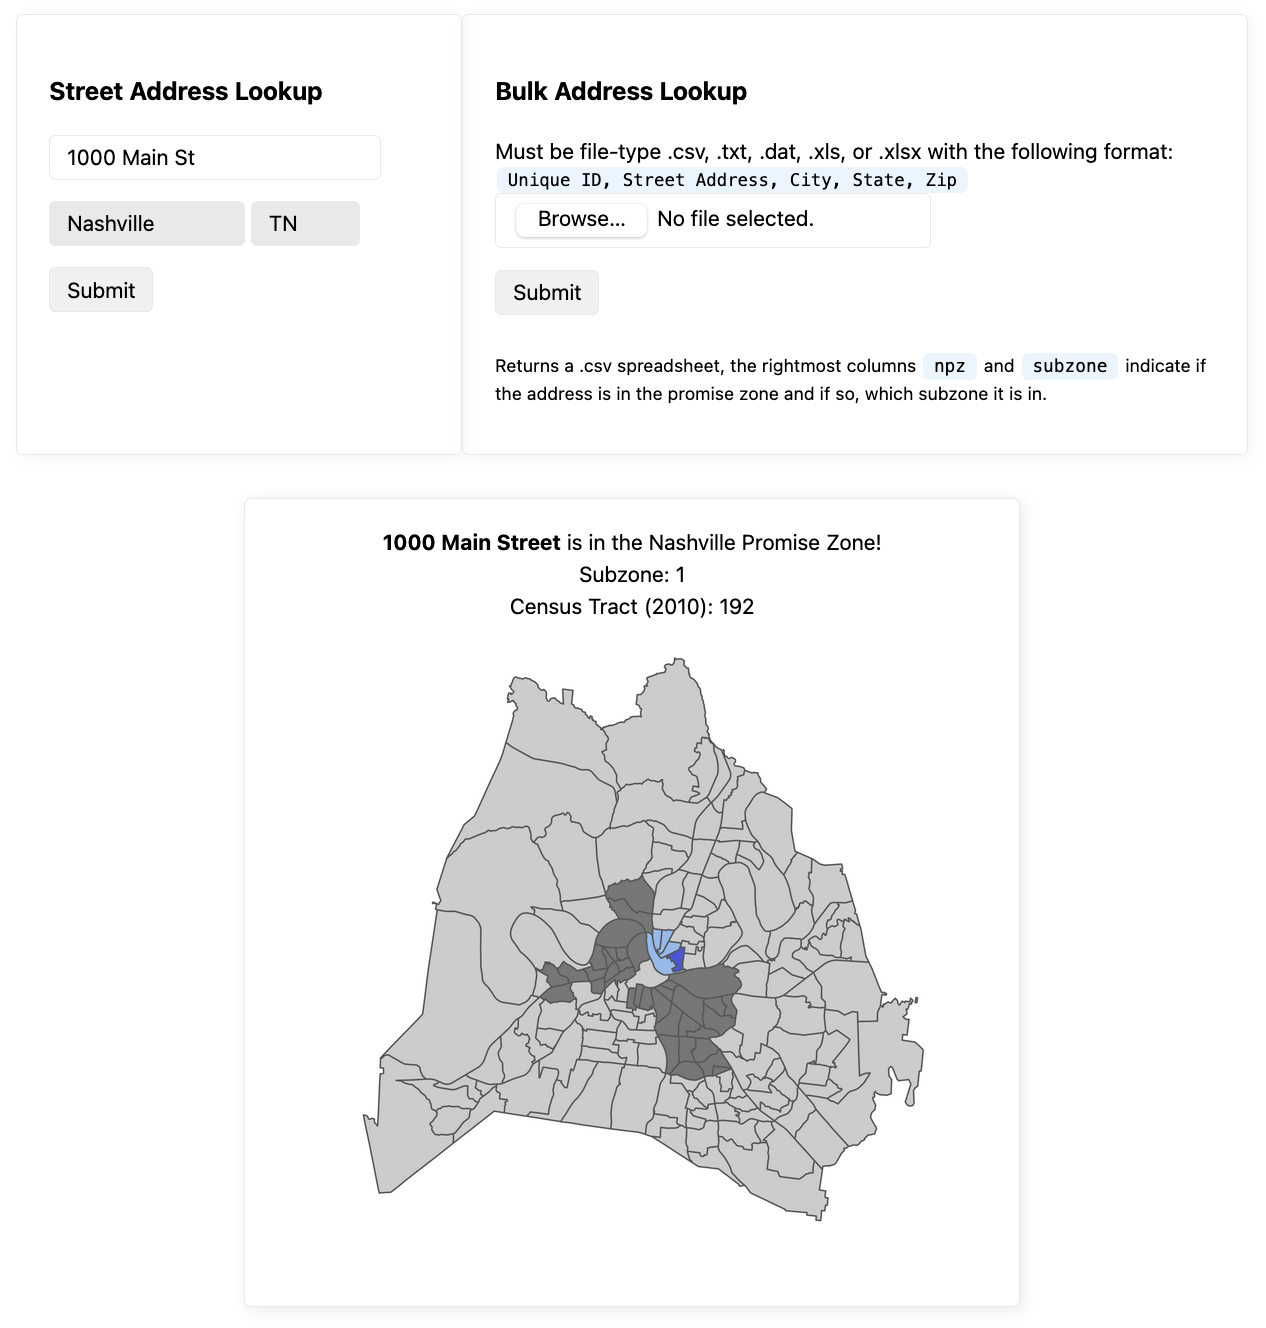 Street Address Lookup
1000 Main St
Nashville
TN
Submit
Bulk Address Lookup
Must be file-type .csv, .txt, .dat, .xls, or .xlsx with the following format:
Unique ID, Street Address, City, State, Zip
Browse... No file selected.
Submit
Returns a .csv spreadsheet, the rightmost columns npz and subzone indicate if
the address is in the promise zone and if so, which subzone it is in.
1000 Main Street is in the Nashville Promise Zone!
Subzone: 1
Census Tract (2010): 192